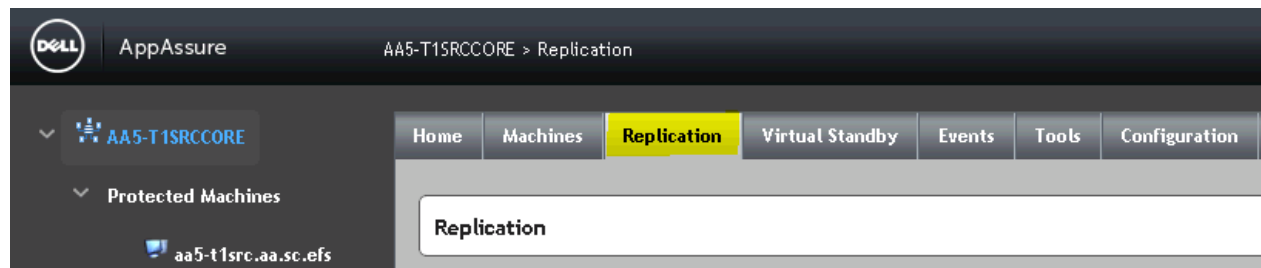 DELL AppAssure AA5-T1SRCCORE > Replication
AA5-T1SRCCORE
Home Machines Replication Virtual Standby Events Tools Configuration
Protected Machines
Replication
aa5-t1src.aa.sc.efs